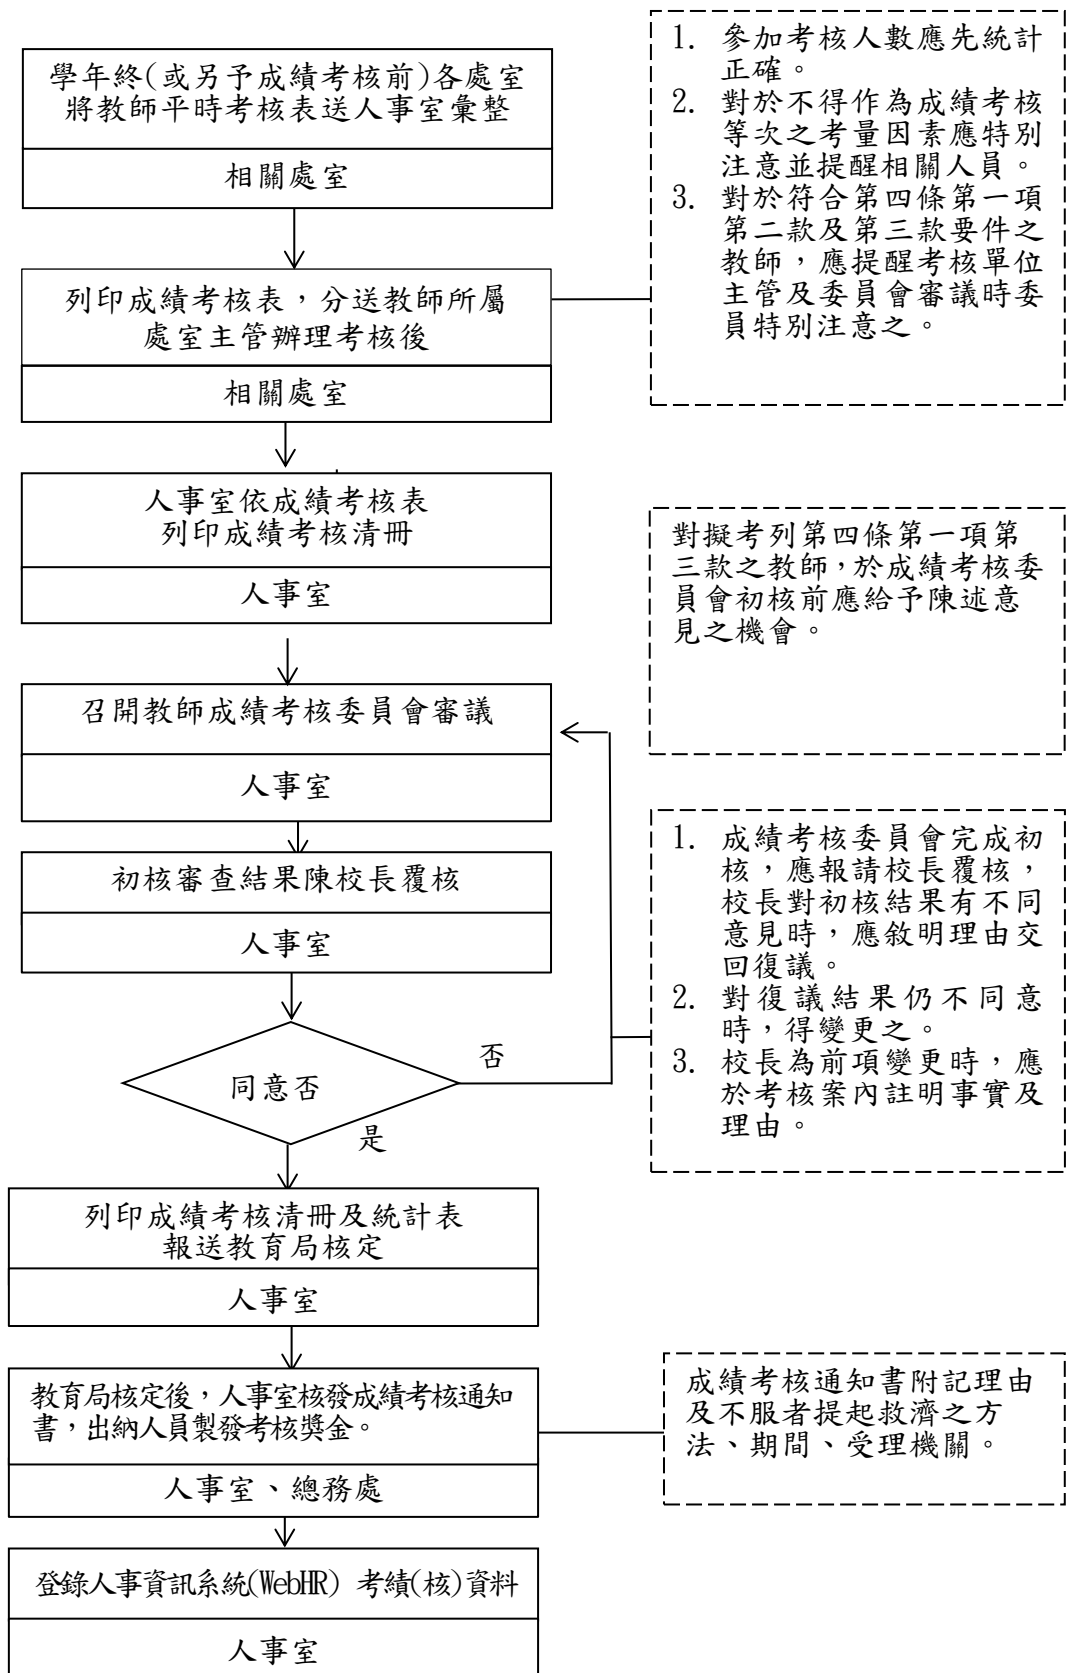 學年終(或另予成績考核前)各處室
將教師平時考核表送人事室彙整
相關處室
1. 參加考核人數應先統計
正確。
2. 對於不得作為成績考核
等次之考量因素應特別
注意並提醒相關人員。
3. 對於符合第四條第一項
第二款及第三款要件之
教師，應提醒考核單位
主管及委員會審議時委
員特別注意之。
列印成績考核表，分送教師所屬
處室主管辦理考核後
相關處室
人事室依成績考核表
列印成績考核清冊
人事室
對擬考列第四條第一項第
三款之教師，於成績考核委
員會初核前應給予陳述意
見之機會。
召開教師成績考核委員會審議
人事室
初核審查結果陳校長覆核
人事室
1. 成績考核委員會完成初
核，應報請校長覆核，
校長對初核結果有不同
意見時，應敘明理由交
回復議。
2. 對復議結果仍不同意
時，得變更之。
3. 校長為前項變更時，應
於考核案內註明事實及
理由。
同意否
否
是
列印成績考核清冊及統計表
報送教育局核定
人事室
教育局核定後，人事室核發成績考核通知
書，出納人員製發考核獎金。
人事室、總務處
成績考核通知書附記理由
及不服者提起救濟之方
法、期間、受理機關。
登錄人事資訊系統(WebHR) 考績(核)資料
人事室